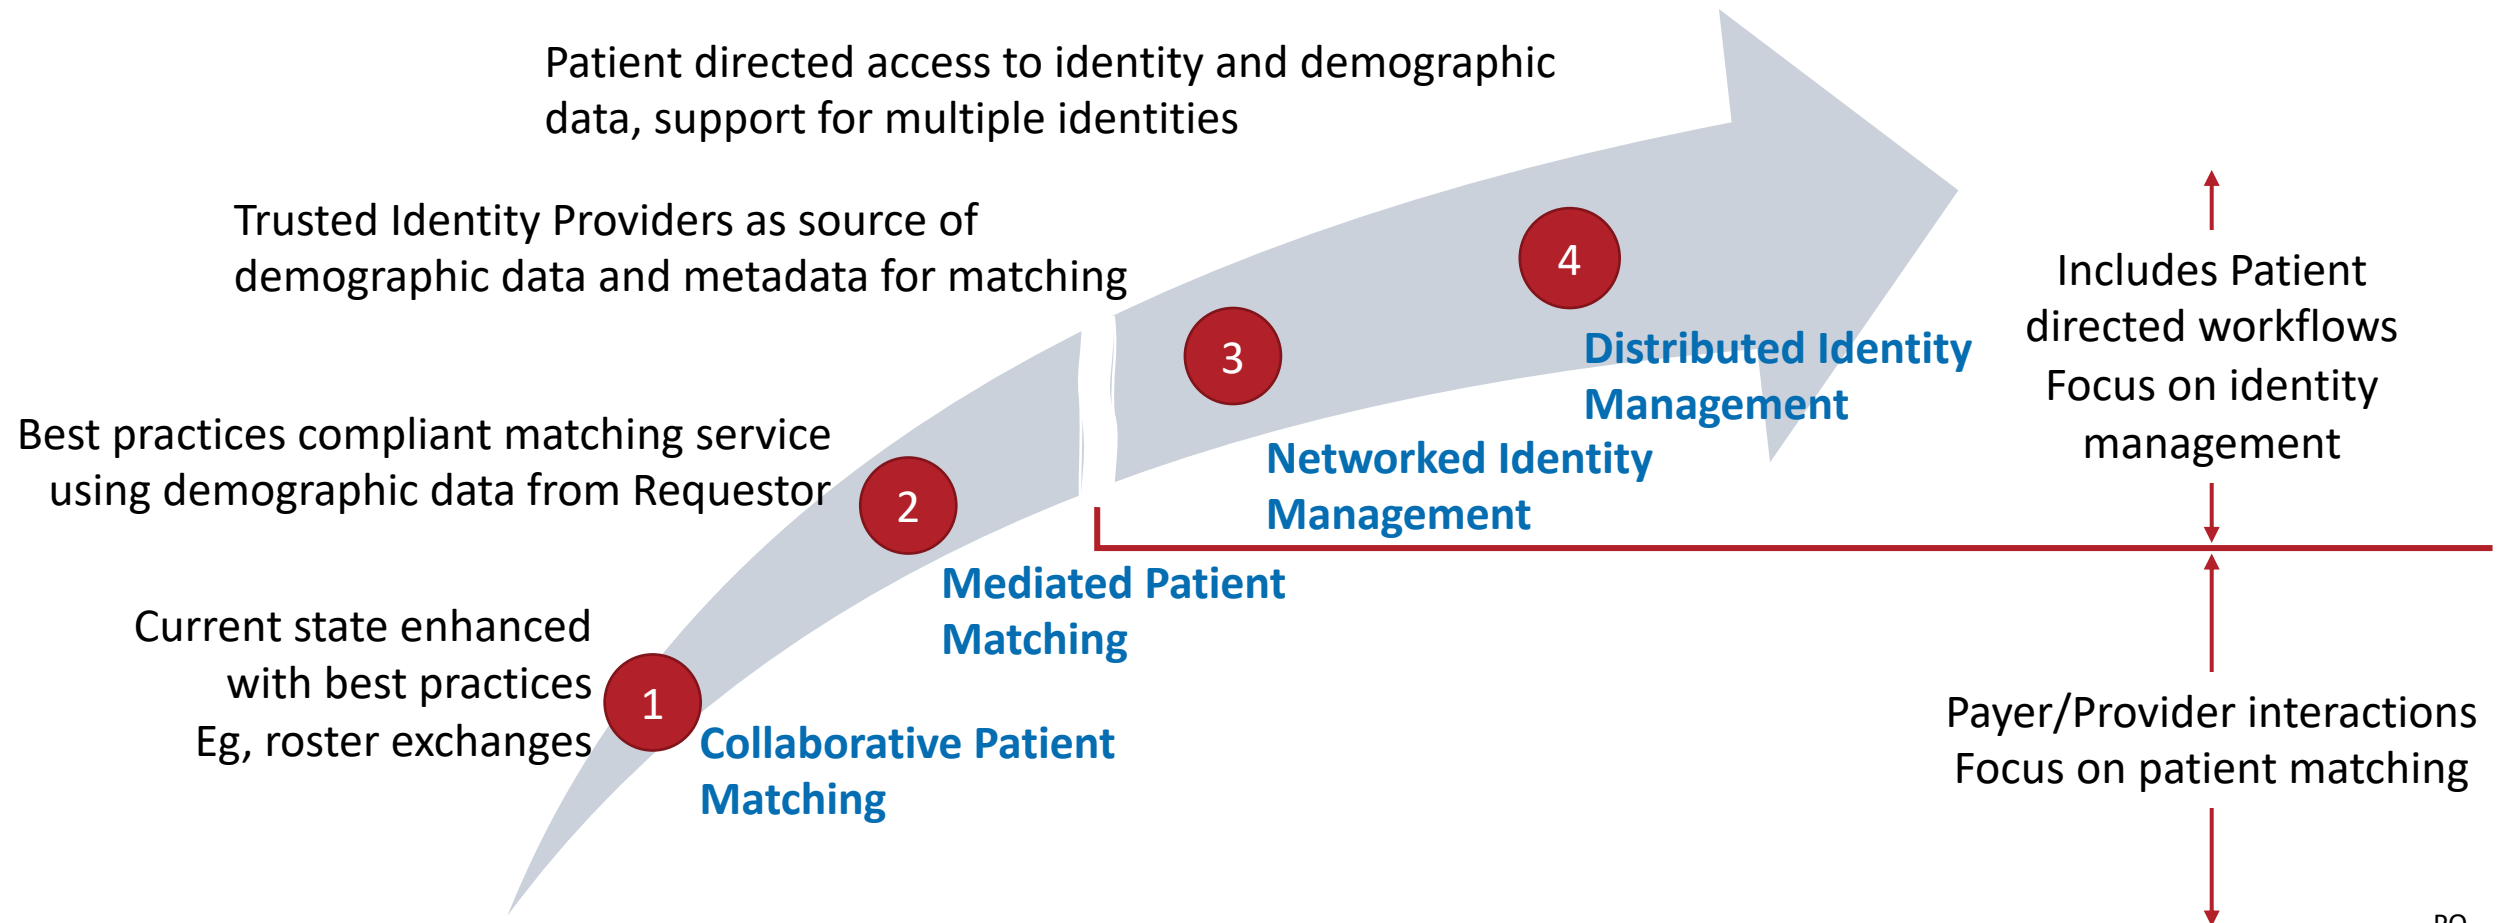 Patient directed access to identity and demographic
data, support for multiple identities
Trusted Identity Providers as source of
demographic data and metadata for matching
4
Includes Patient
directed workflows
Focus on identity
management
3
Distributed Identity
Management
Best practices compliant matching service
using demographic data from Requestor
2
Networked Identity
Management
Mediated Patient
Matching
Current state enhanced
with best practices
Eg, roster exchanges
1
Collaborative Patient
Matching
Payer/Provider interactions
Focus on patient matching